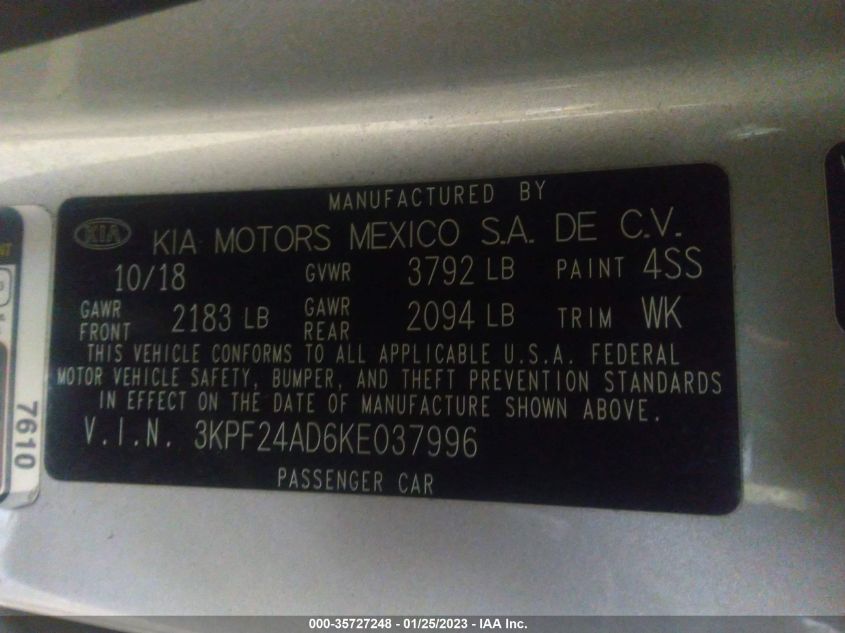 MANUFACTURED BY
KIA KIA MOTORS MEXICO S.A. DE C.V.
10/18 GVWR 3792 LB PAINT 4SS
GAWR FRONT 2183 LB GAWR REAR 2094 LB TRIM WK
THIS VEHICLE CONFORMS TO ALL APPLICABLE U.S.A. FEDERAL
MOTOR VEHICLE SAFETY, BUMPER, AND THEFT PREVENTION STANDARDS
IN EFFECT ON THE DATE OF MANUFACTURE SHOWN ABOVE.
V.I.N. 3KPF24AD6KE037996
PASSENGER CAR
7610
000-35727248 - 01/25/2023 - IAA Inc.